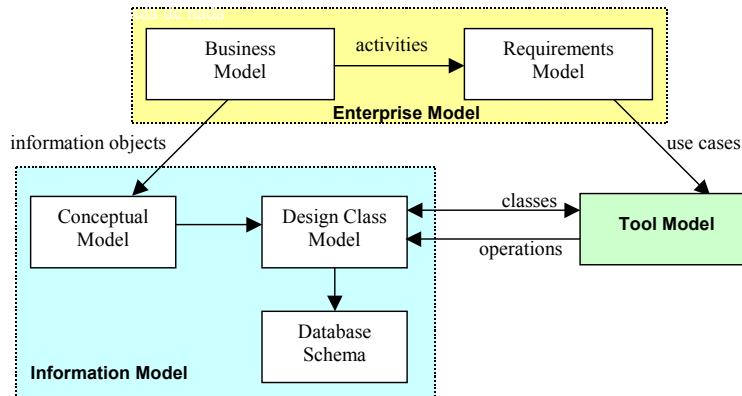 Business
Model
activities
Requirements
Model
Enterprise Model
information objects
use cases
Conceptual
Model
Design Class
Model
classes
operations
Tool Model
Database
Schema
Information Model